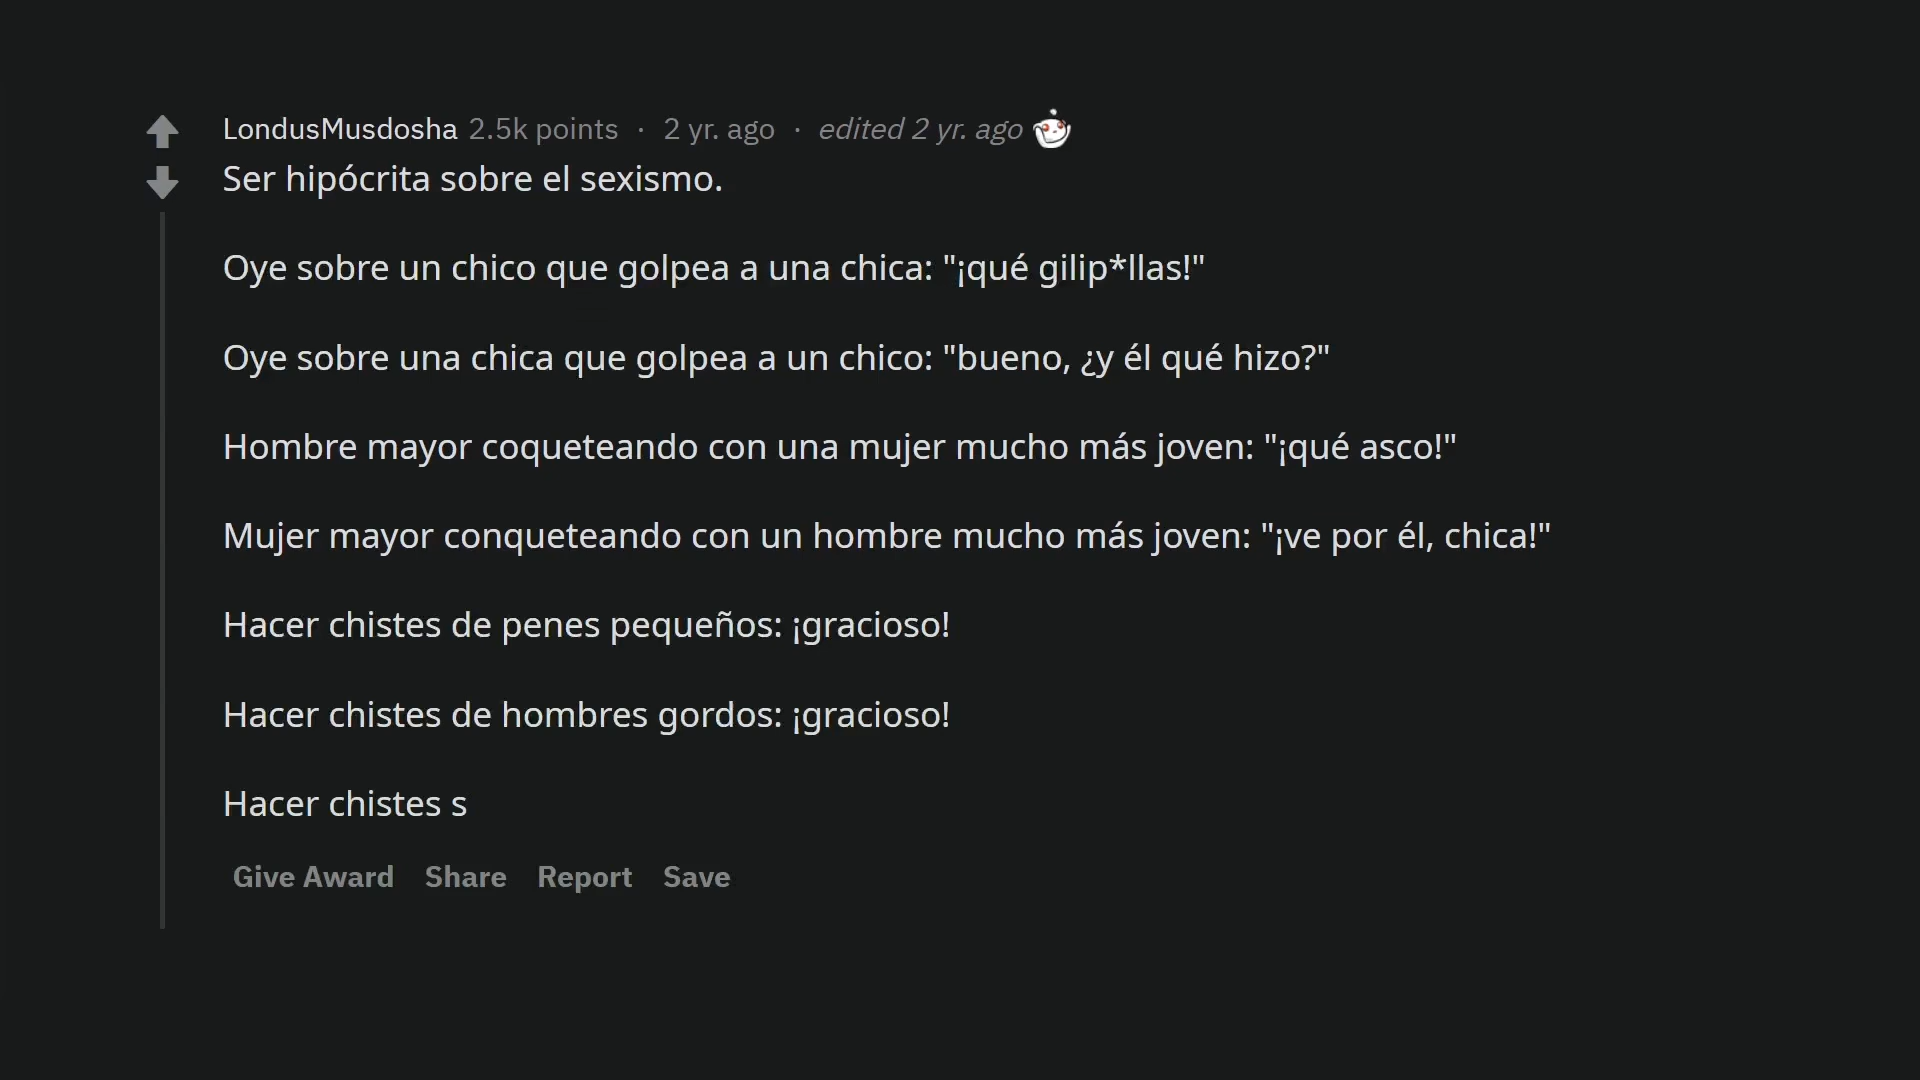 LondusMusdosha 2.5k points · 2 yr. ago · edited 2 yr. ago
Ser hipócrita sobre el sexismo.
Oye sobre un chico que golpea a una chica: "¡qué gilip*llas!"
Oye sobre una chica que golpea a un chico: "bueno, ¿y él qué hizo?"
Hombre mayor coqueteando con una mujer mucho más joven: "¡qué asco!"
Mujer mayor conqueteando con un hombre mucho más joven: "¡ve por él, chica!"
Hacer chistes de penes pequeños: ¡gracioso!
Hacer chistes de hombres gordos: ¡gracioso!
Hacer chistes s
Give Award Share Report Save